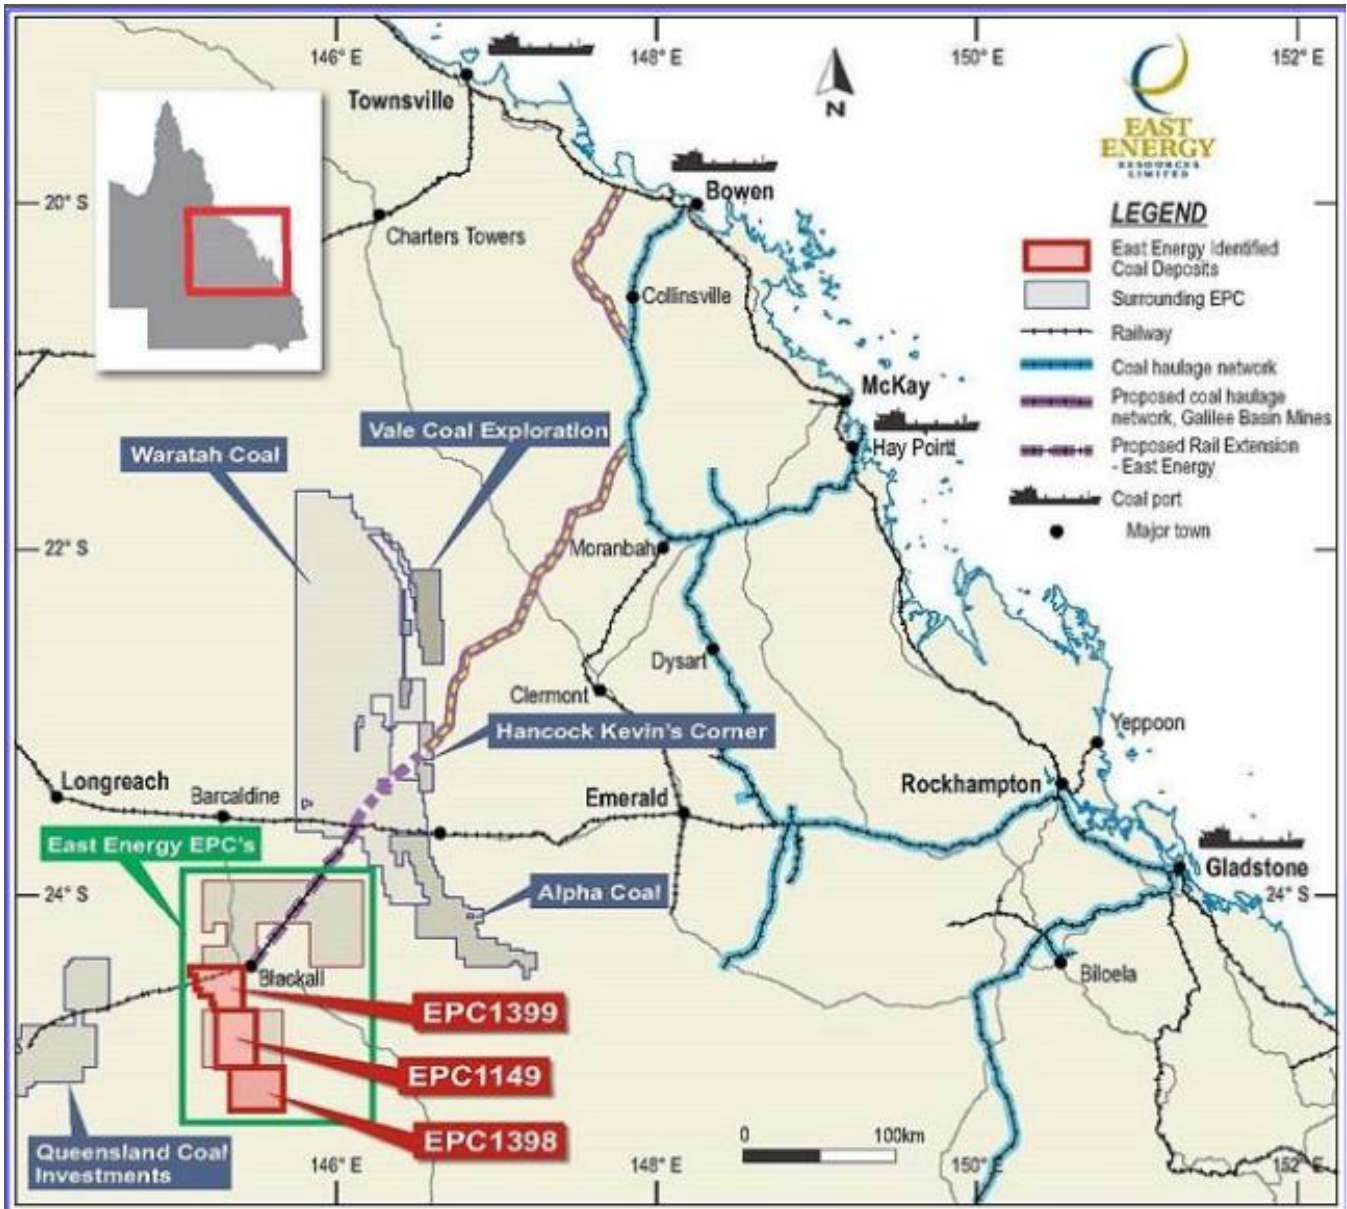 146° E
148° E
150° E
152° E
Townsville
N
EAST
ENERGY
RESOURCES
LIMITED
20° S
Bowen
Charters Towers
LEGEND
East Energy Identified
Coal Deposits
Surrounding EPC
Railway
Coal haulage network
Proposed coal haulage
network, Galilee Basin Mines
Proposed Rail Extension
- East Energy
Coal port
Major town
Collinsville
McKay
Hay Pointt
Vale Coal Exploration
Waratah Coal
22° S
Moranbah
Dysart
Clermont
Hancock Kevin's Corner
Yeppoon
Longreach
Barcaldine
Emerald
Rockhampton
East Energy EPC's
Gladstone
24° S
Alpha Coal
24° S
Blackall
Biloela
EPC1399
EPC1149
EPC1398
Queensland Coal
Investments
0
100km
146° E
148° E
150° E
152° E